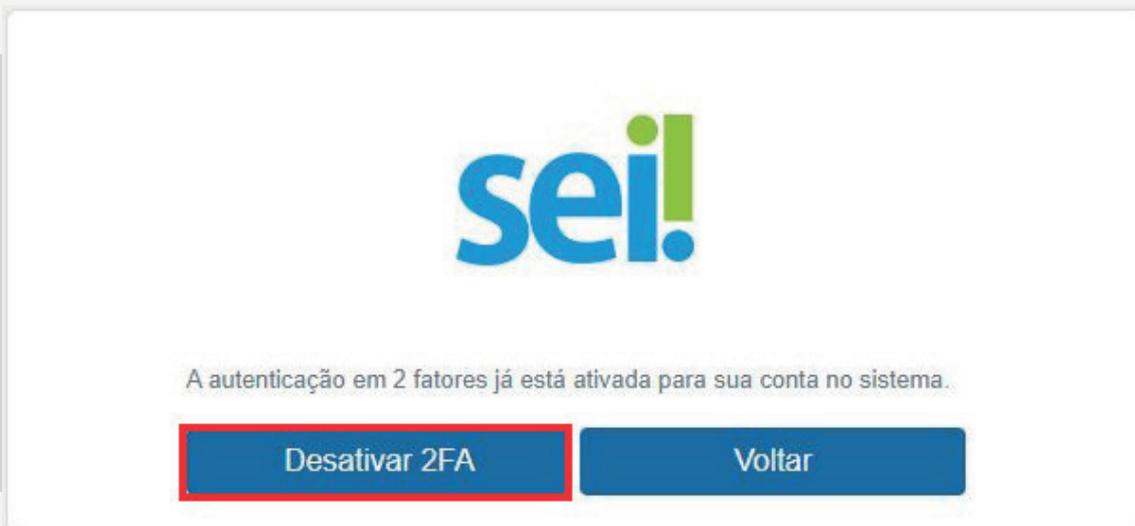 sei!
A autenticação em 2 fatores já está ativada para sua conta no sistema.
Desativar 2FA
Voltar